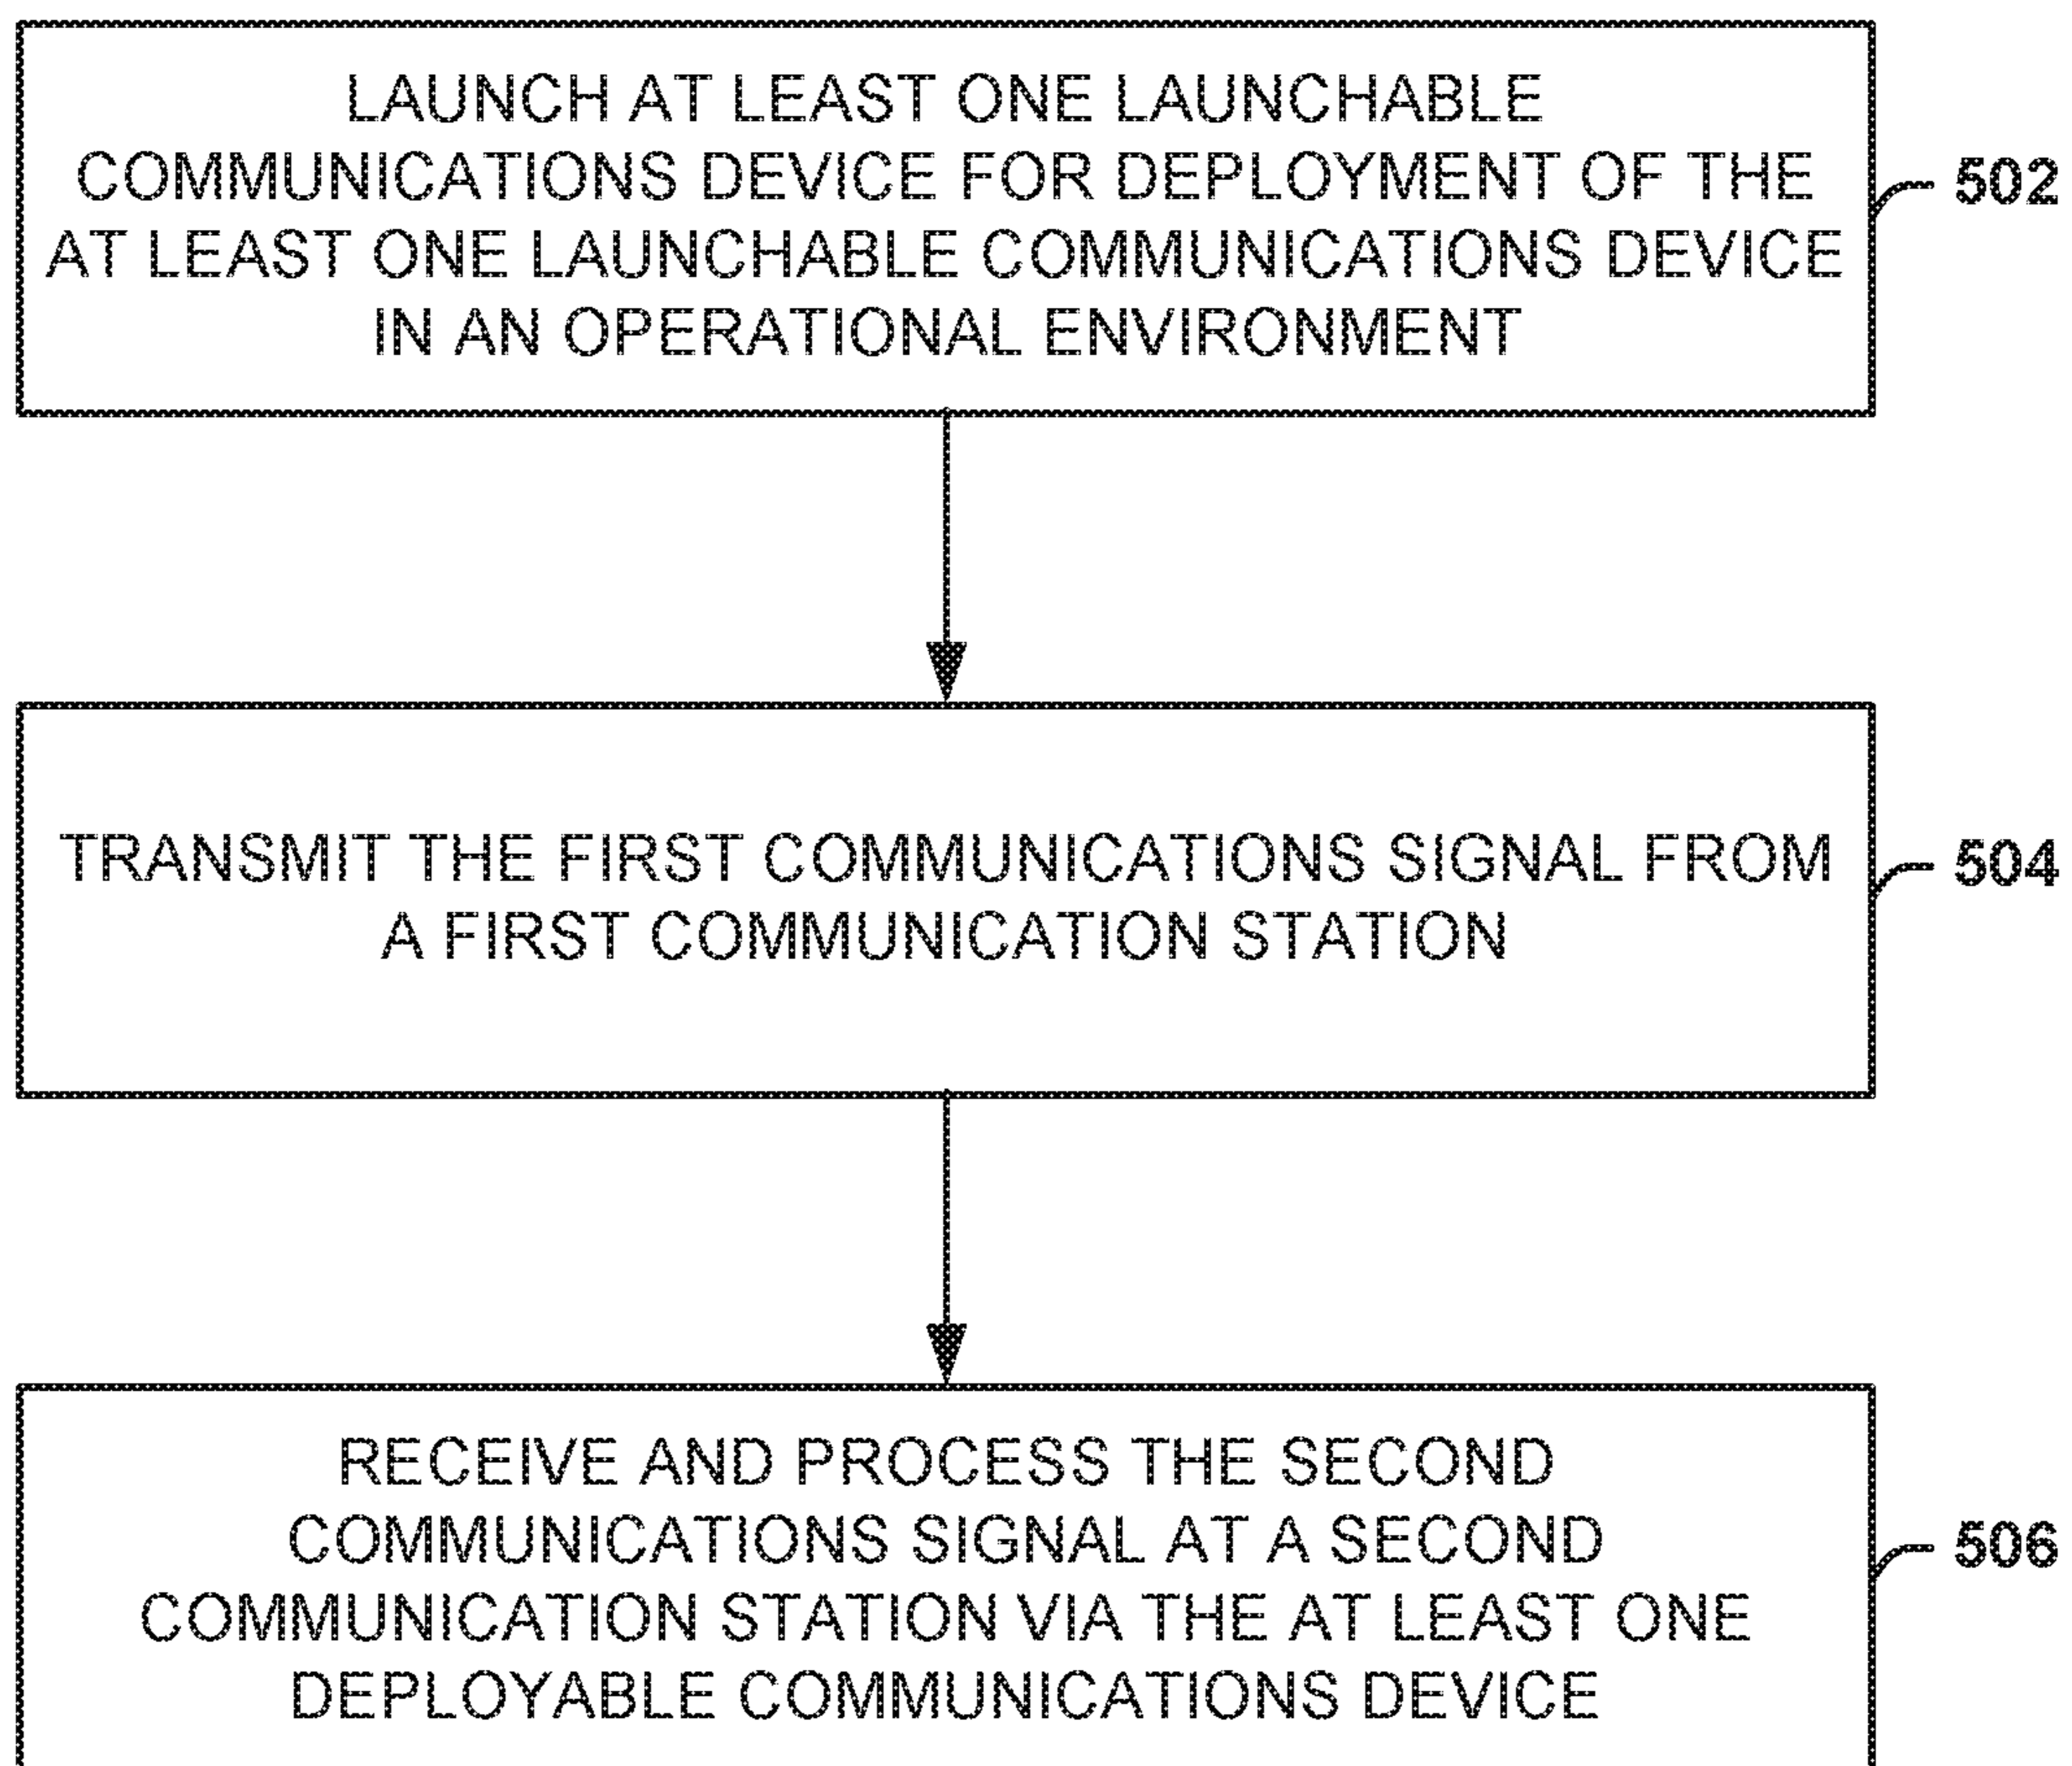 LAUNCH AT LEAST ONE LAUNCHABLE
COMMUNICATIONS DEVICE FOR DEPLOYMENT OF THE
AT LEAST ONE LAUNCHABLE COMMUNICATIONS DEVICE
IN AN OPERATIONAL ENVIRONMENT
502
TRANSMIT THE FIRST COMMUNICATIONS SIGNAL FROM
A FIRST COMMUNICATION STATION
504
RECEIVE AND PROCESS THE SECOND
COMMUNICATIONS SIGNAL AT A SECOND
COMMUNICATION STATION VIA THE AT LEAST ONE
DEPLOYABLE COMMUNICATIONS DEVICE
506